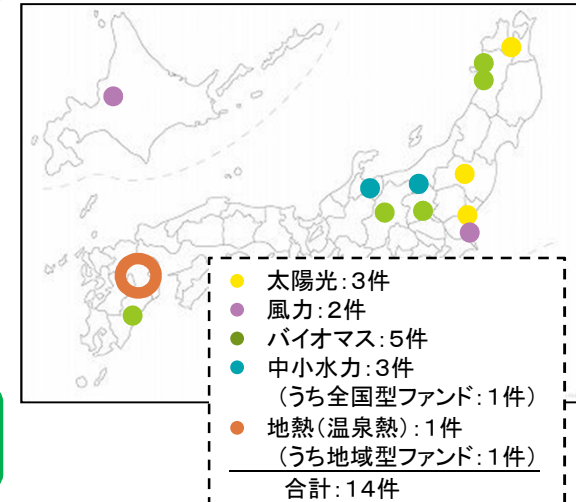 太陽光：３件
風力：２件
バイオマス：５件
中小水力：３件
（うち全国型ファンド：１件）
地熱（温泉熱）：１件
（うち地域型ファンド：１件）
合計：１４件